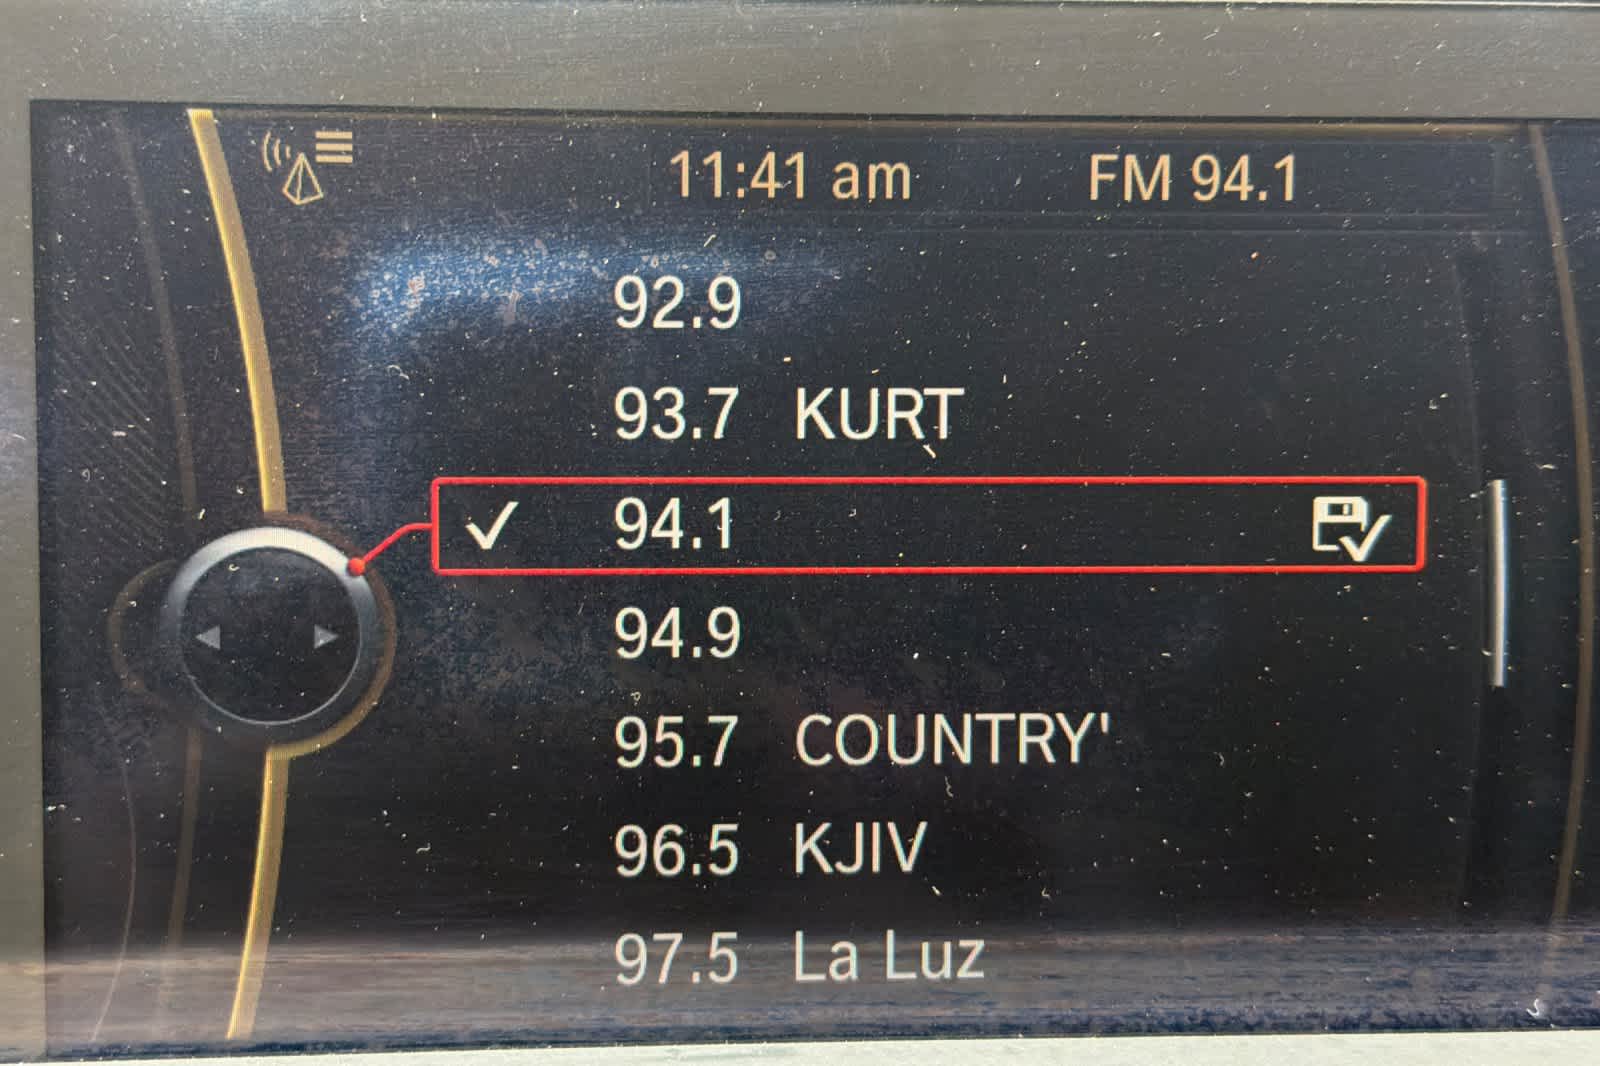 11:41 am FM 94.1
92.9
93.7 KURT
94.1
94.9
95.7 COUNTRY'
96.5 KJIV
97.5 La Luz